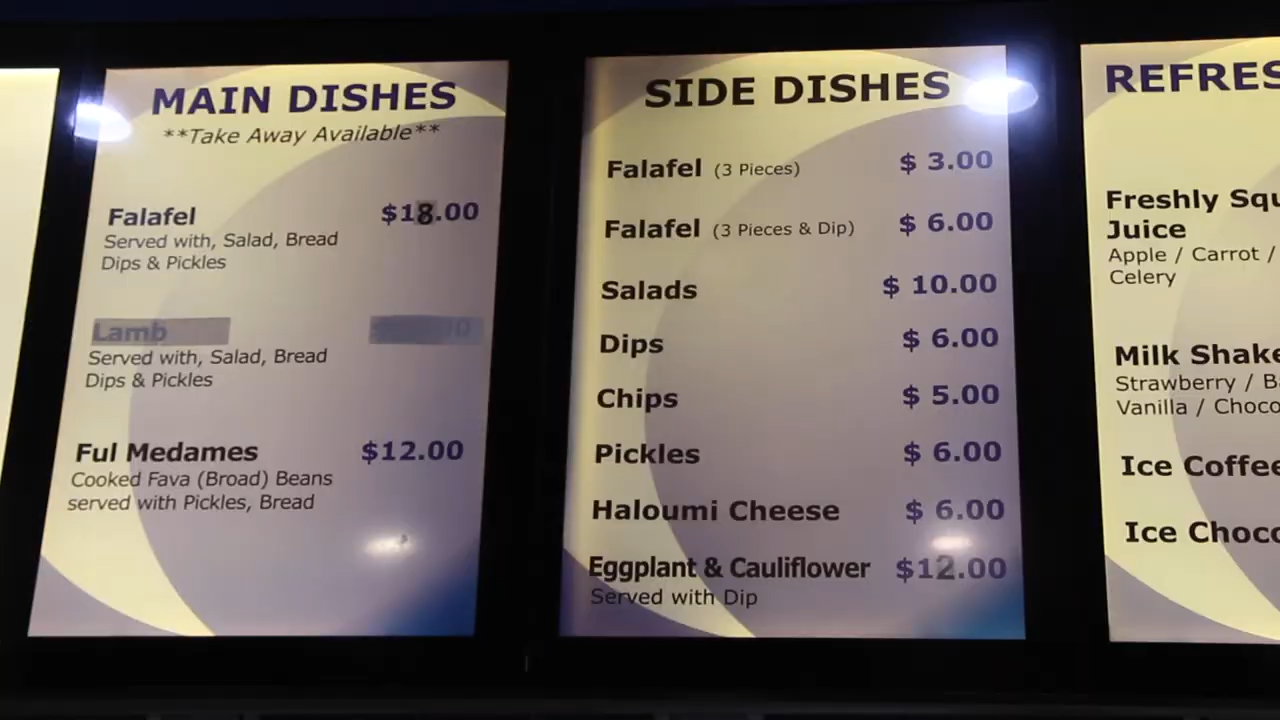 MAIN DISHES
**Take Away Available**
Falafel $18.00
Served with, Salad, Bread
Dips & Pickles
Lamb
Served with, Salad, Bread
Dips & Pickles
Ful Medames $12.00
Cooked Fava (Broad) Beans
served with Pickles, Bread
SIDE DISHES
Falafel (3 Pieces) $ 3.00
Falafel (3 Pieces & Dip) $ 6.00
Salads $ 10.00
Dips $ 6.00
Chips $ 5.00
Pickles $ 6.00
Haloumi Cheese $ 6.00
Eggplant & Cauliflower $12.00
Served with Dip
REFRES
Freshly Squ
Juice
Apple / Carrot /
Celery
Milk Shake
Strawberry / B
Vanilla / Choco
Ice Coffee
Ice Choco